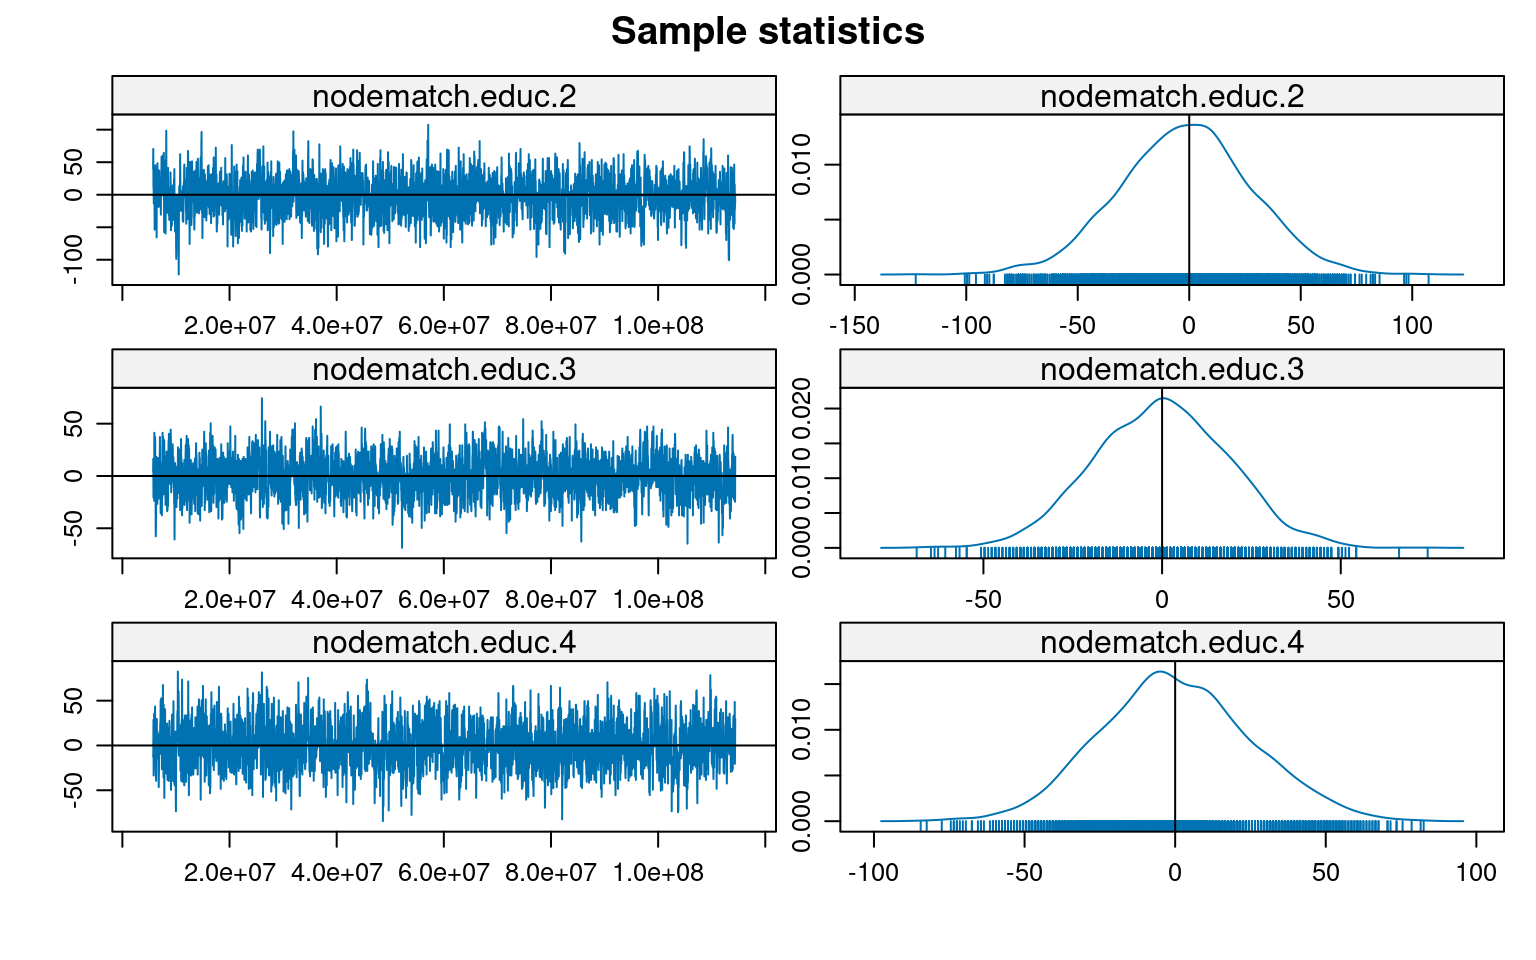 Sample statistics
nodematch.educ.2
-100 0 50
2.0e+07 4.0e+07 6.0e+07 8.0e+07 1.0e+08
nodematch.educ.2
0.000 0.010
-150 -100 -50 0 50 100
nodematch.educ.3
-50 0 50
2.0e+07 4.0e+07 6.0e+07 8.0e+07 1.0e+08
nodematch.educ.3
0.000 0.010 0.020
-50 0 50
nodematch.educ.4
-50 0 50
2.0e+07 4.0e+07 6.0e+07 8.0e+07 1.0e+08
nodematch.educ.4
0.000 0.010
-100 -50 0 50 100